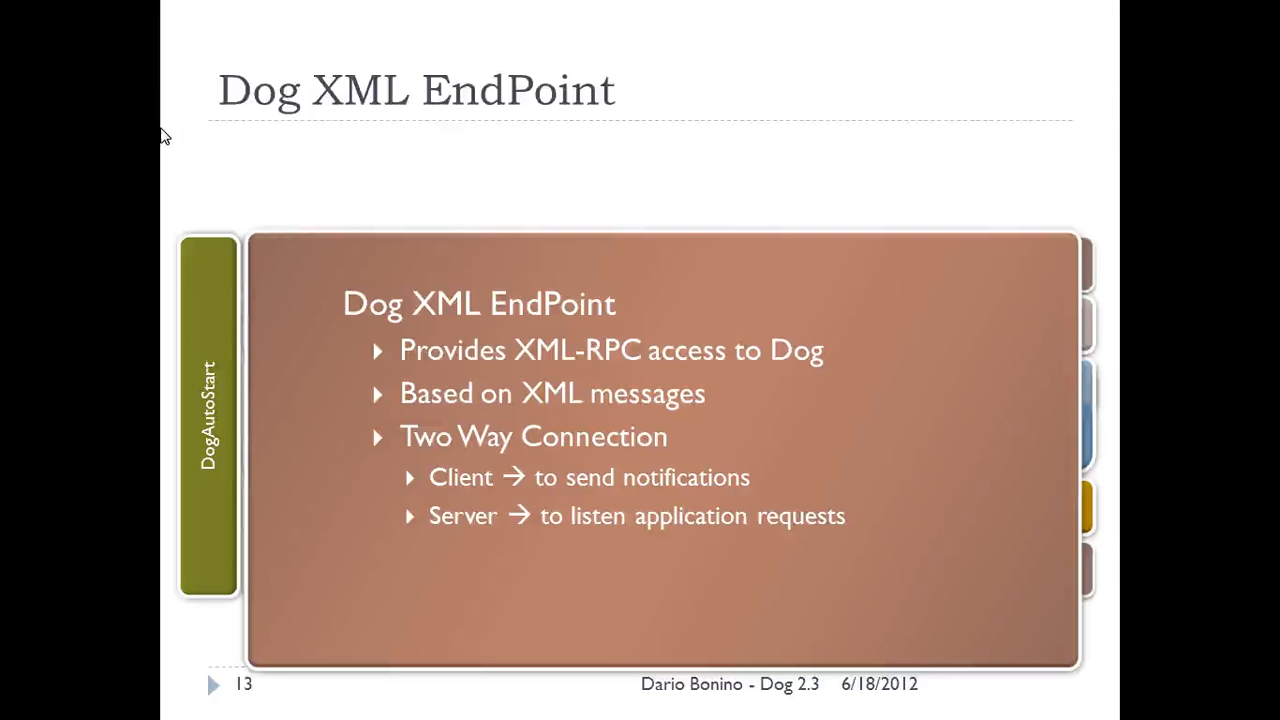 Dog XML EndPoint
DogAutoStart
Dog XML EndPoint
Provides XML-RPC access to Dog
Based on XML messages
Two Way Connection
Client → to send notifications
Server → to listen application requests
13
Dario Bonino - Dog 2.3
6/18/2012